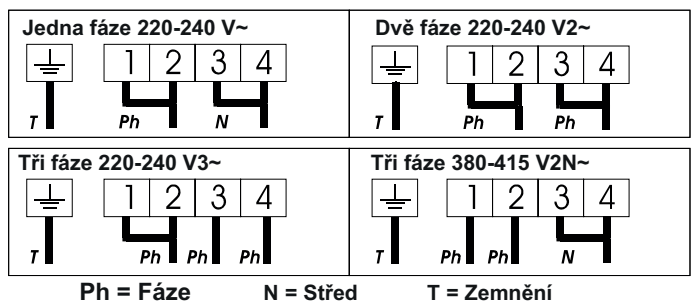 Jedna fáze 220-240 V~
1 2 3 4
T Ph N
Dvě fáze 220-240 V2~
1 2 3 4
T Ph Ph
Tři fáze 220-240 V3~
1 2 3 4
T Ph Ph Ph
Tři fáze 380-415 V2N~
1 2 3 4
T Ph Ph N
Ph = Fáze N = Střed T = Zemnění